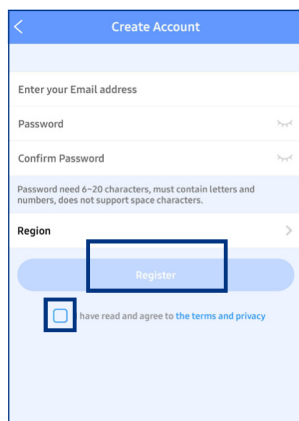 Create Account
Enter your Email address
Password
Confirm Password
Password need 6~20 characters, must contain letters and
numbers, does not support space characters.
Region
Register
have read and agree to the terms and privacy